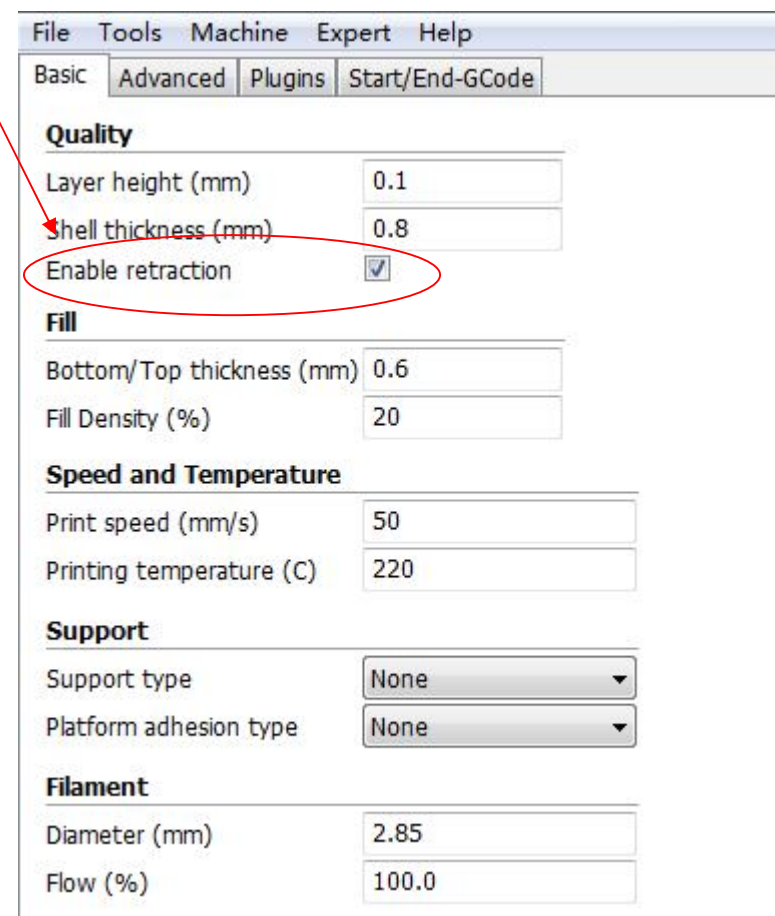 File Tools Machine Expert Help
Basic Advanced Plugins Start/End-GCode
Quality
Layer height (mm) 0.1
Shell thickness (mm) 0.8
Enable retraction
Fill
Bottom/Top thickness (mm) 0.6
Fill Density (%) 20
Speed and Temperature
Print speed (mm/s) 50
Printing temperature (C) 220
Support
Support type None
Platform adhesion type None
Filament
Diameter (mm) 2.85
Flow (%) 100.0